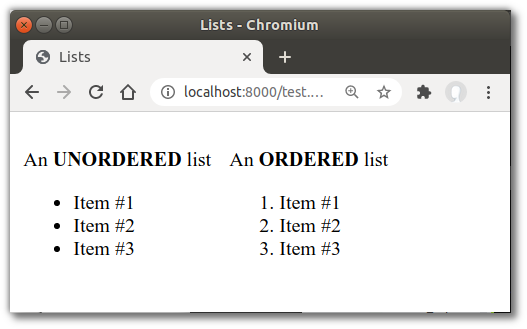 Lists - Chromium
Lists
localhost:8000/test.…
An UNORDERED list
• Item #1
• Item #2
• Item #3
An ORDERED list
1. Item #1
2. Item #2
3. Item #3